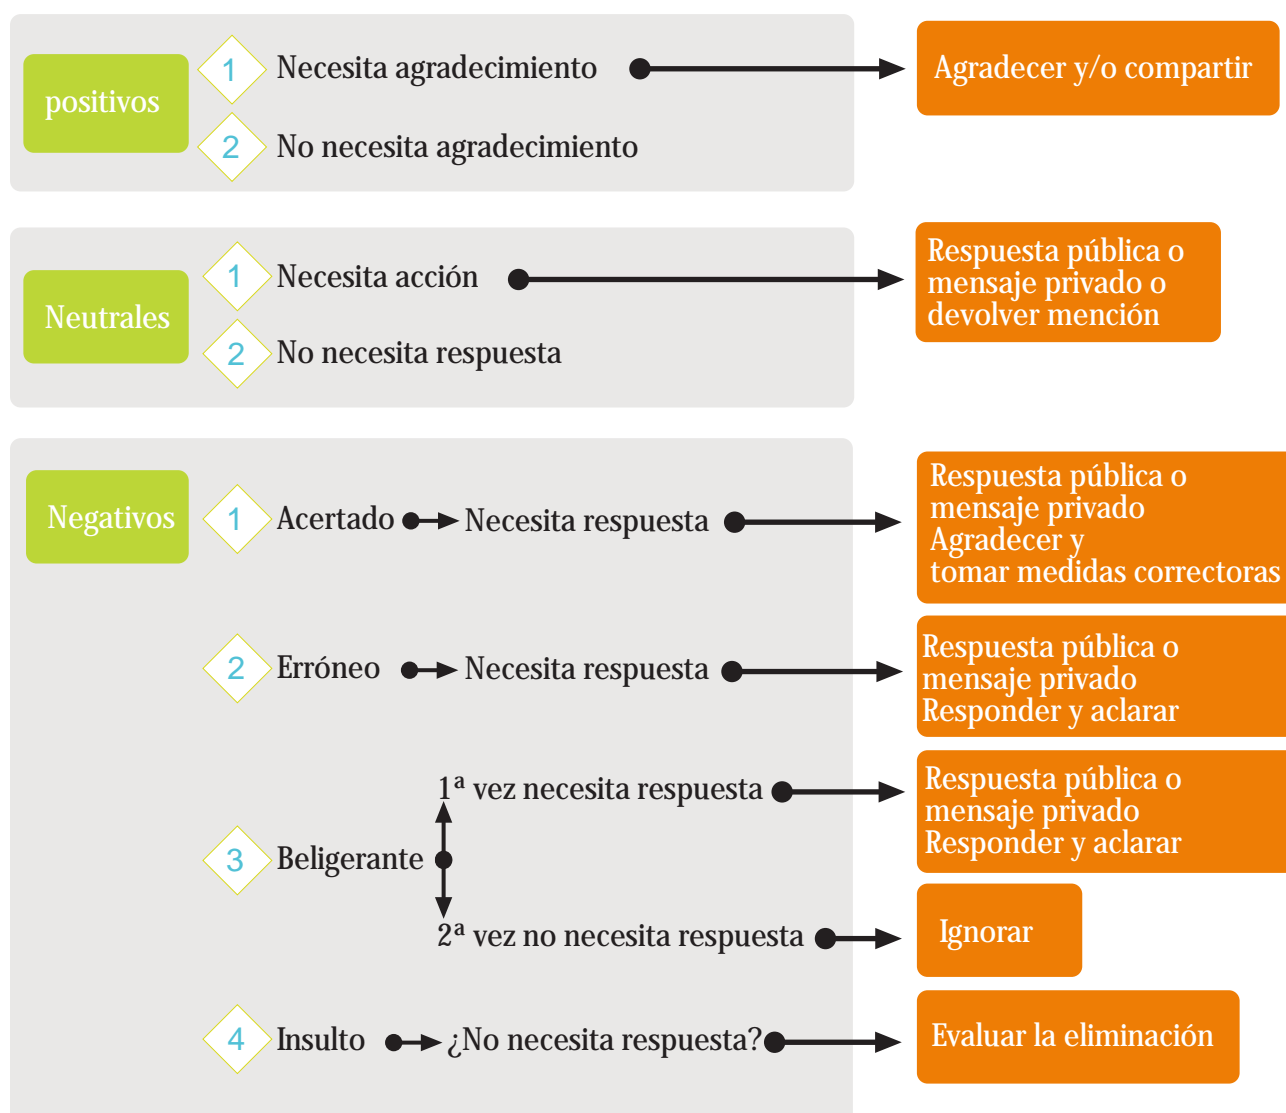 positivos
1 Necesita agradecimiento
Agradecer y/o compartir
2 No necesita agradecimiento
Neutrales
1 Necesita acción
Respuesta pública o
mensaje privado o
devolver mención
2 No necesita respuesta
Negativos
1 Acertado Necesita respuesta
Respuesta pública o
mensaje privado
Agradecer y
tomar medidas correctoras
2 Erróneo Necesita respuesta
Respuesta pública o
mensaje privado
Responder y aclarar
3 Beligerante
1ª vez necesita respuesta
Respuesta pública o
mensaje privado
Responder y aclarar
2ª vez no necesita respuesta
Ignorar
4 Insulto ¿No necesita respuesta?
Evaluar la eliminación